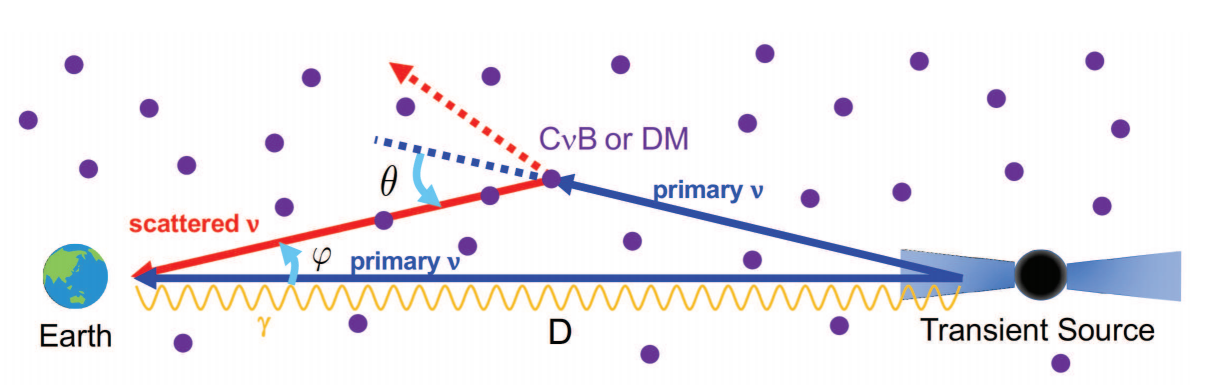 CνB or DM
θ
primary ν
scattered ν
φ
primary ν
γ
D
Earth
Transient Source